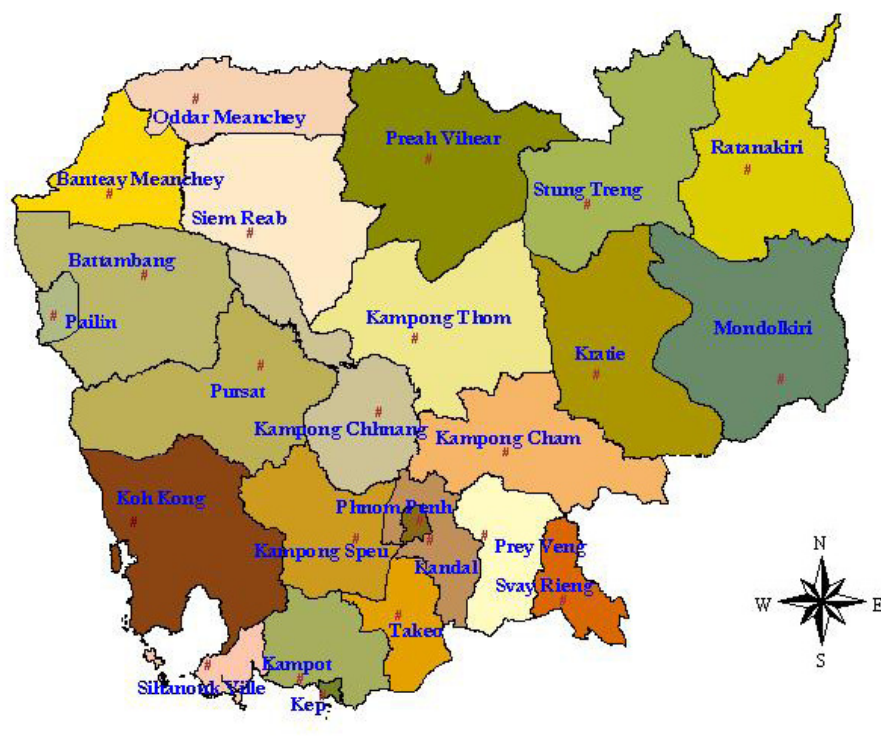 Oddar Meanchey
Preah Vihear
Ratanakiri
Banteay Meanchey
Stung Treng
Siem Reab
Battambang
Pailin
Kampong Thom
Mondolkiri
Kratie
Pursat
Kampong Chhnang
Kampong Cham
Koh Kong
Phnom Penh
Kampong Speu
Prey Veng
Kandal
Svay Rieng
Takeo
Kampot
Sihanouk Ville
Kep
N
W
E
S